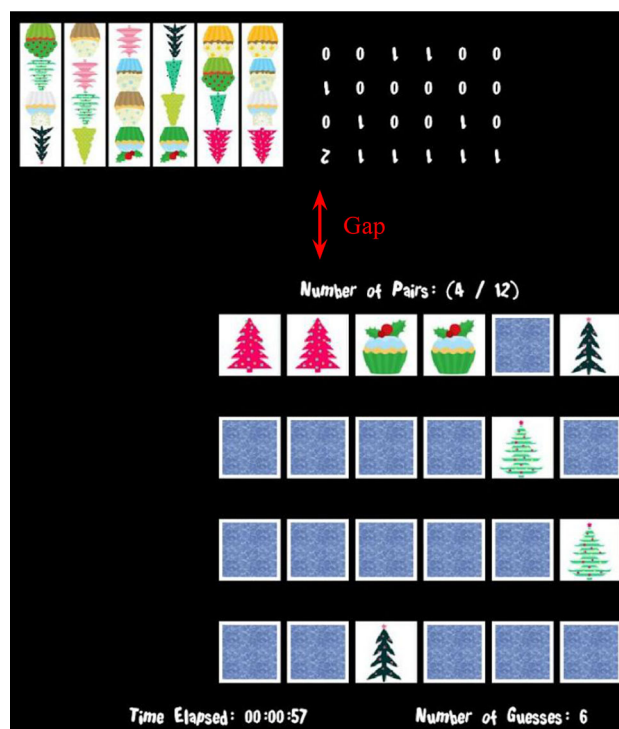 1 1 1 1 1 2
0 1 0 0 1 0
0 0 0 0 0 1
0 0 1 1 0 0
Gap
Number of Pairs: (4 / 12)
Time Elapsed: 00:00:57
Number of Guesses: 6